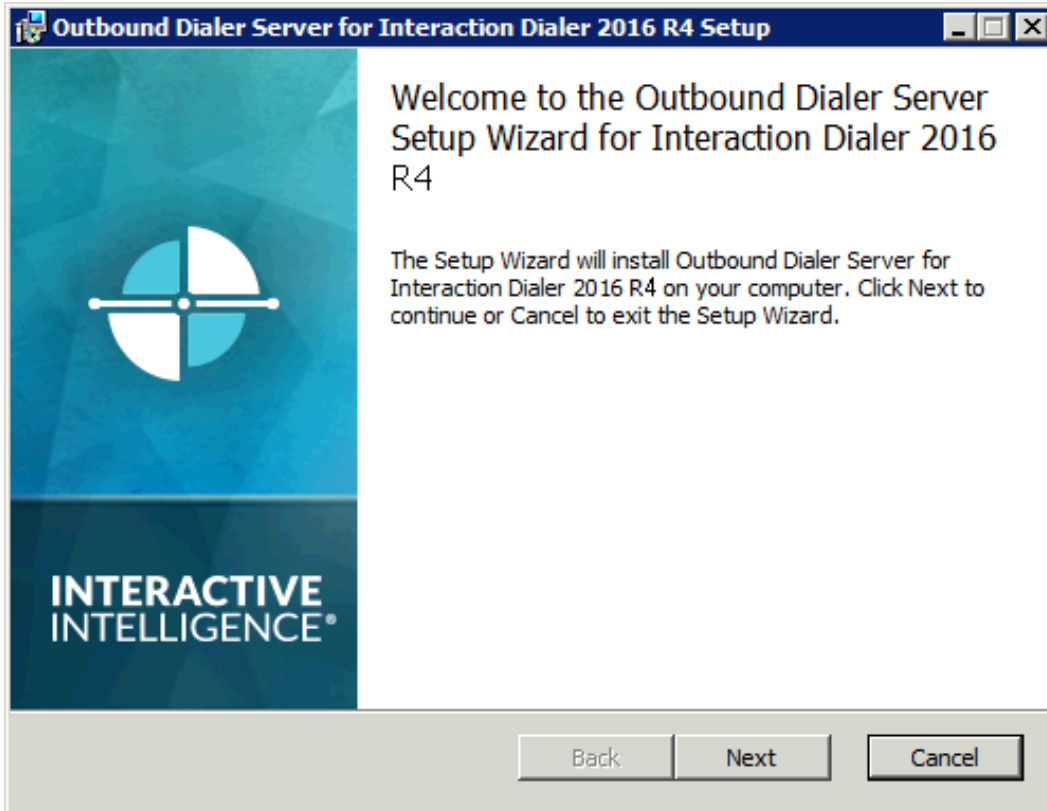 Outbound Dialer Server for Interaction Dialer 2016 R4 Setup
Welcome to the Outbound Dialer Server
Setup Wizard for Interaction Dialer 2016
R4
The Setup Wizard will install Outbound Dialer Server for
Interaction Dialer 2016 R4 on your computer. Click Next to
continue or Cancel to exit the Setup Wizard.
INTERACTIVE
INTELLIGENCE®
Back Next Cancel